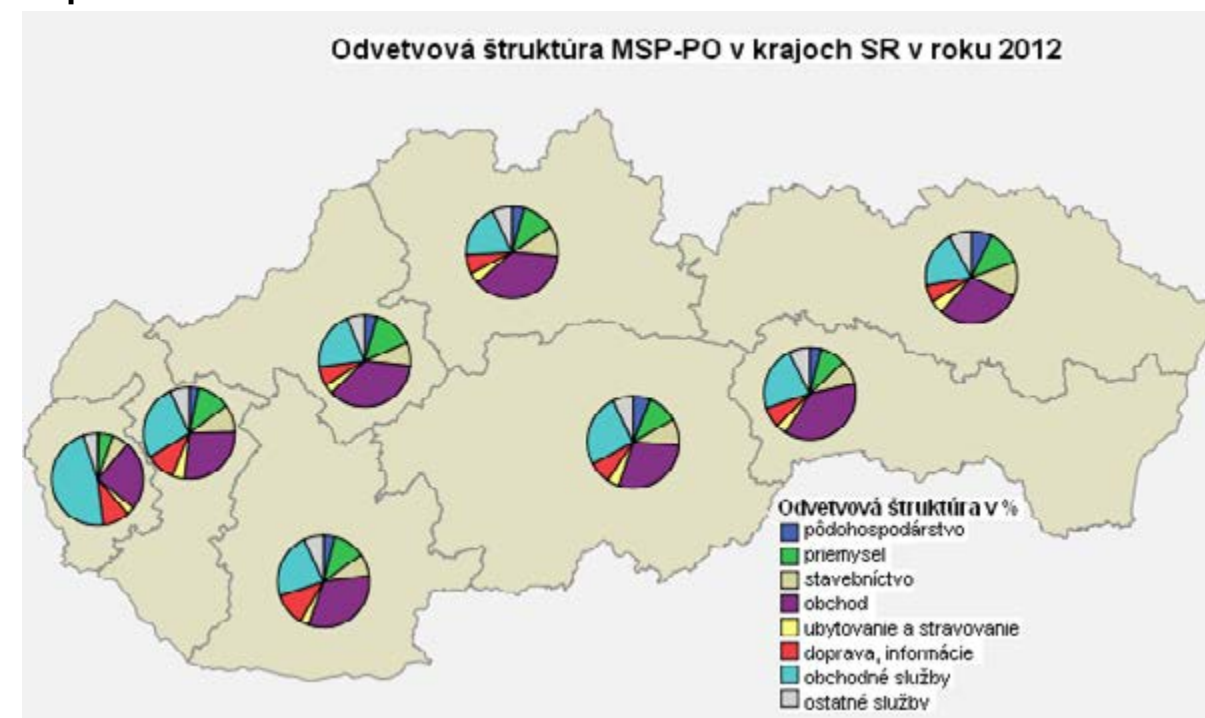 Odvetvová štruktúra MSP-PO v krajoch SR v roku 2012
Odvetvová štruktúra v %
pôdohospodárstvo
priemysel
stavebníctvo
obchod
ubytovanie a stravovanie
doprava, informácie
obchodné služby
ostatné služby